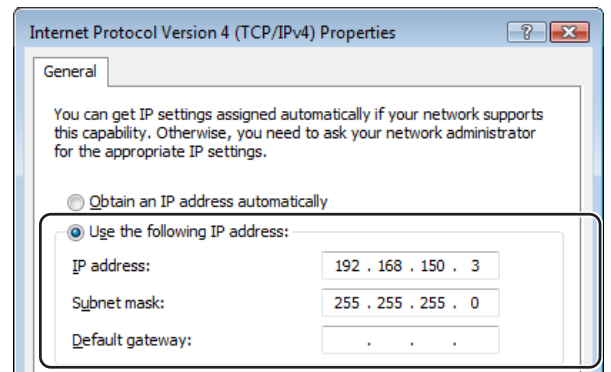 Internet Protocol Version 4 (TCP/IPv4) Properties
General
You can get IP settings assigned automatically if your network supports
this capability. Otherwise, you need to ask your network administrator
for the appropriate IP settings.
Obtain an IP address automatically
Use the following IP address:
IP address: 192 . 168 . 150 . 3
Subnet mask: 255 . 255 . 255 . 0
Default gateway: . . .